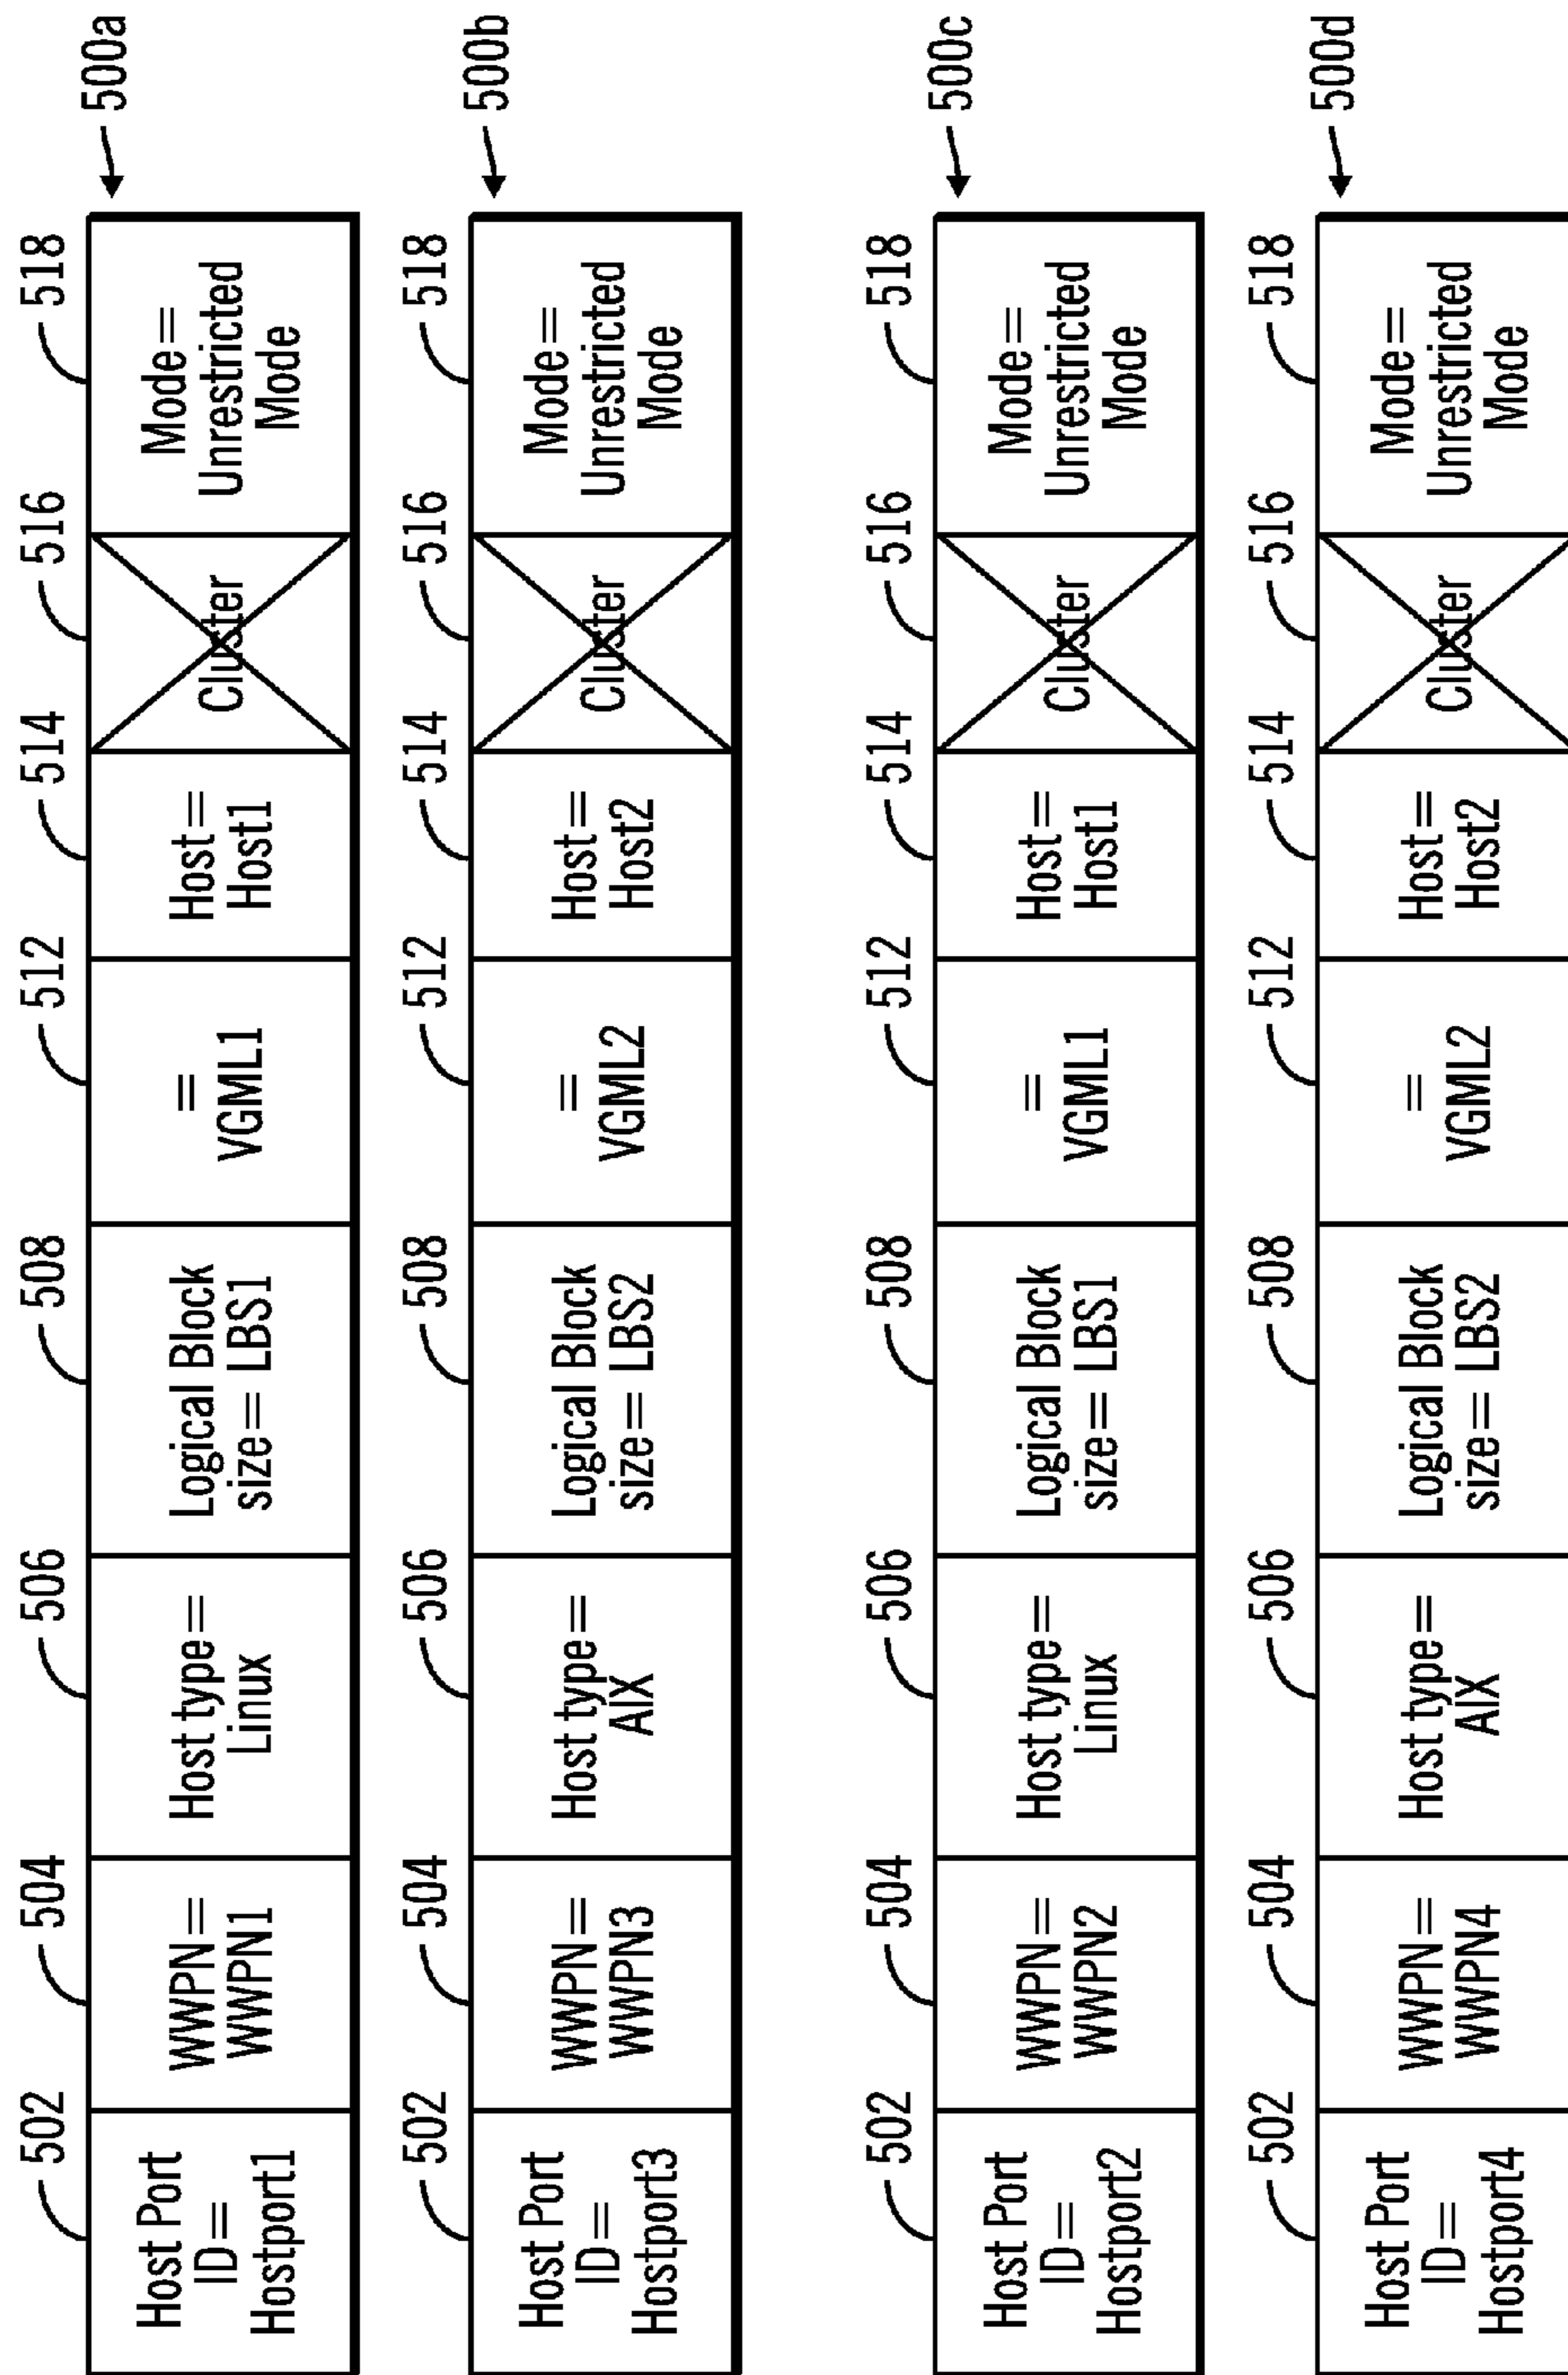 502
504
506
508
512
514
516
518
500a
Host Port
ID=
Hostport1
WWPN=
WWPN1
Host type=
Linux
Logical Block
size= LBS1
=
VGML1
Host=
Host1
Cluster
Mode=
Unrestricted
Mode
502
504
506
508
512
514
516
518
500b
Host Port
ID=
Hostport3
WWPN=
WWPN3
Host type=
AIX
Logical Block
size= LBS2
=
VGML2
Host=
Host2
Cluster
Mode=
Unrestricted
Mode
502
504
506
508
512
514
516
518
500c
Host Port
ID=
Hostport2
WWPN=
WWPN2
Host type=
Linux
Logical Block
size= LBS1
=
VGML1
Host=
Host1
Cluster
Mode=
Unrestricted
Mode
502
504
506
508
512
514
516
518
500d
Host Port
ID=
Hostport4
WWPN=
WWPN4
Host type=
AIX
Logical Block
size= LBS2
=
VGML2
Host=
Host2
Cluster
Mode=
Unrestricted
Mode